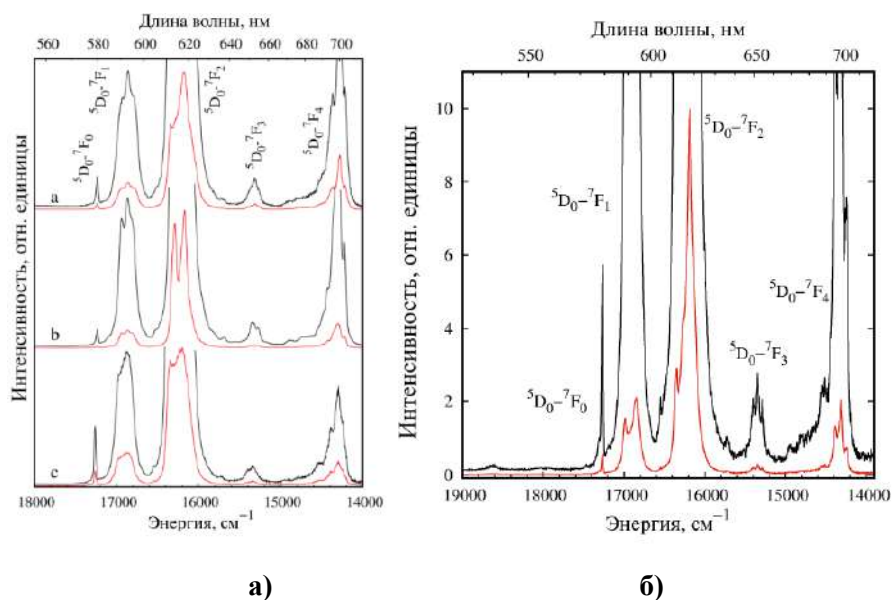 Длина волны, нм
560 580 600 620 640 660 680 700
⁵D₀-⁷F₀
⁵D₀-⁷F₁
⁵D₀-⁷F₂
⁵D₀-⁷F₃
⁵D₀-⁷F₄
a
b
c
Интенсивность, отн. единицы
18000 17000 16000 15000 14000
Энергия, см⁻¹
а)
Длина волны, нм
550 600 650 700
10
8
6
4
2
0
Интенсивность, отн. единицы
⁵D₀−⁷F₀
⁵D₀−⁷F₁
⁵D₀−⁷F₂
⁵D₀−⁷F₃
⁵D₀−⁷F₄
19000 18000 17000 16000 15000 14000
Энергия, см⁻¹
б)